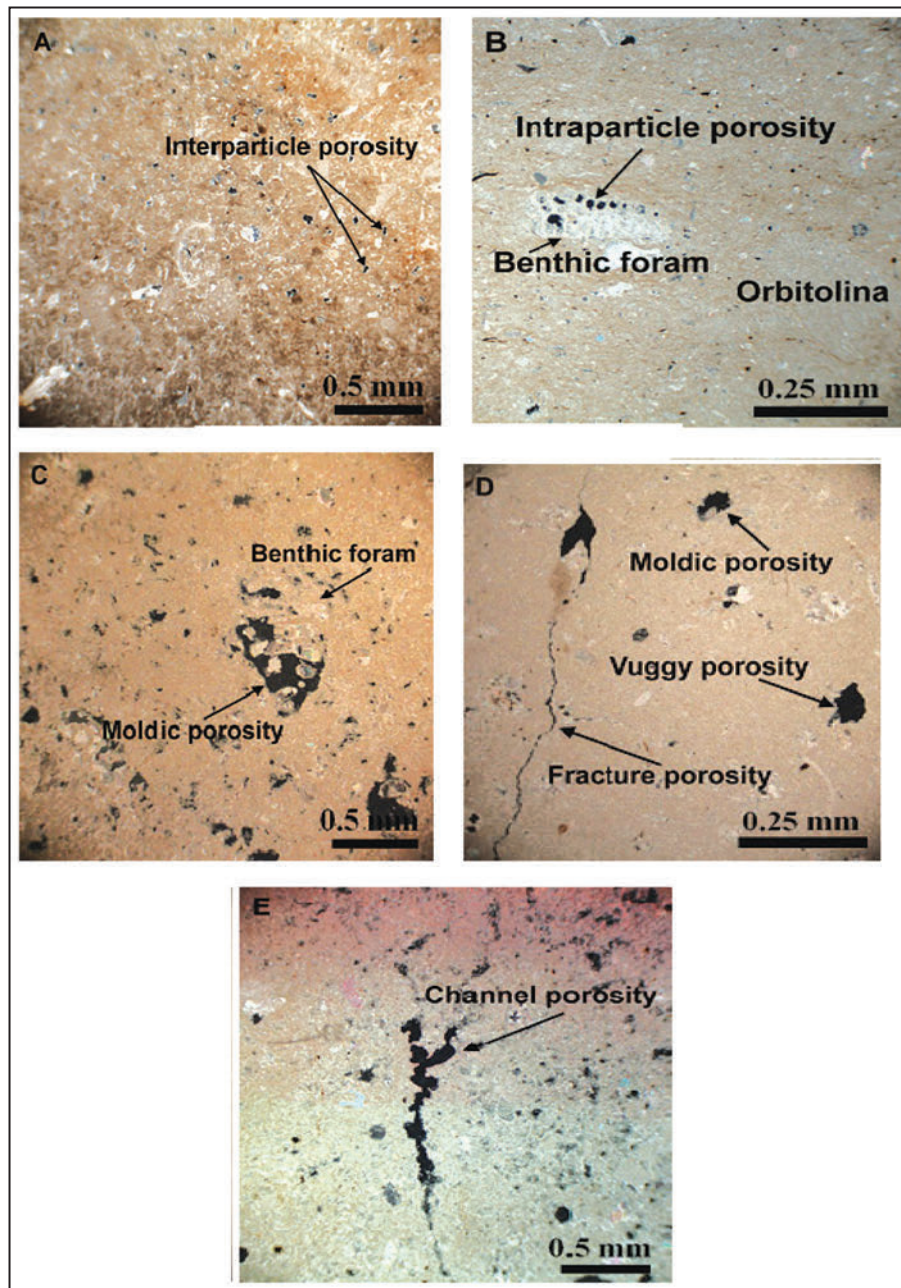 A
Interparticle porosity
0.5 mm
B
Intraparticle porosity
Benthic foram
Orbitolina
0.25 mm
C
Benthic foram
Moldic porosity
0.5 mm
D
Moldic porosity
Vuggy porosity
Fracture porosity
0.25 mm
E
Channel porosity
0.5 mm